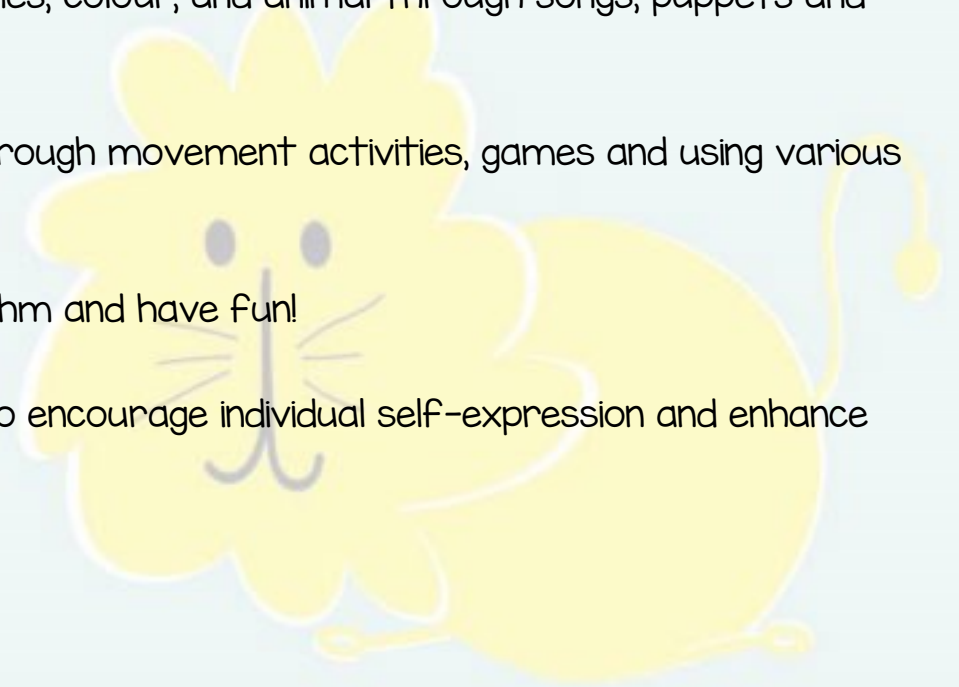 colour, and animal through songs, puppets and
rough movement activities, games and using various
hm and have fun!
o encourage individual self-expression and enhance